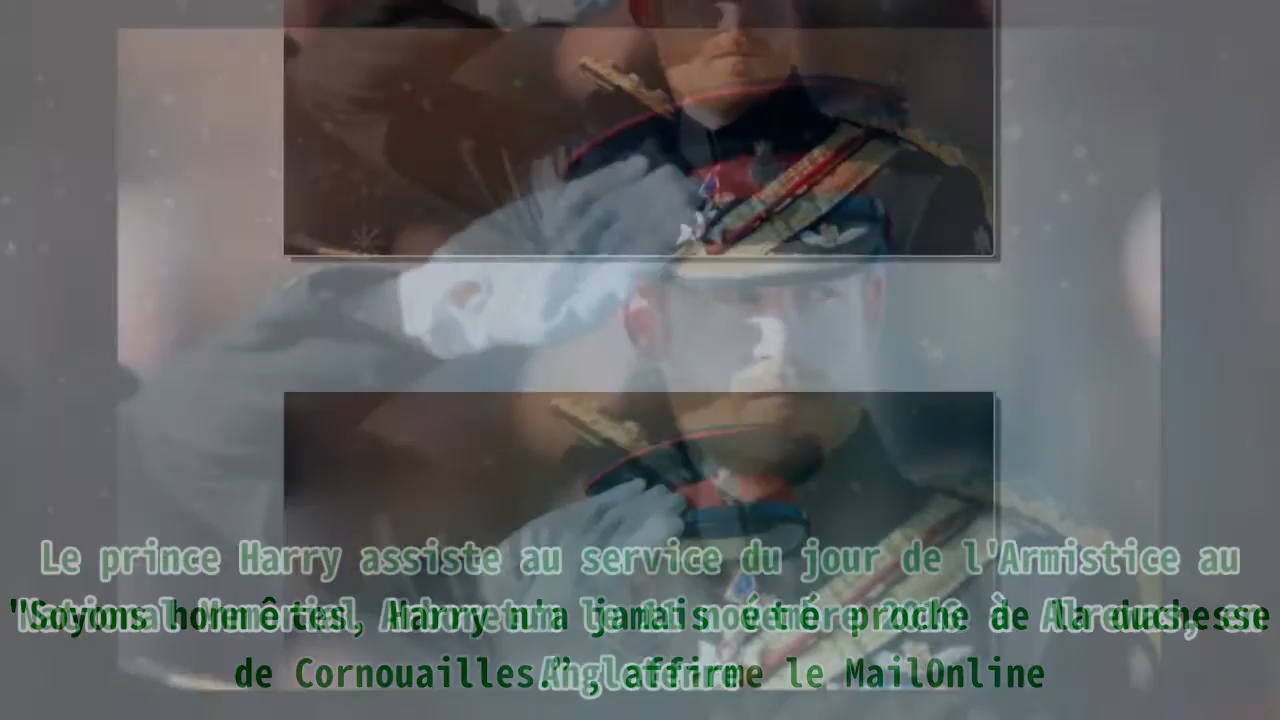 Le prince Harry assiste au service du jour de l'Armistice au
"Soyons honnêtes, Harry n'a jamais été proche de la duchesse
de Cornouailles.", affirme le MailOnline